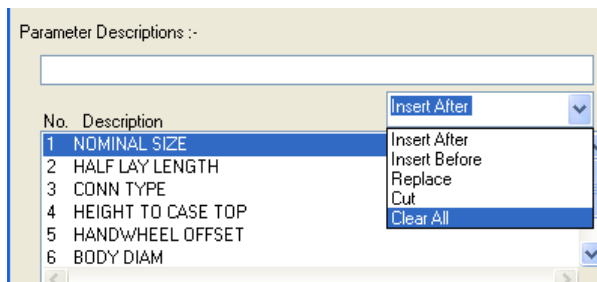 Parameter Descriptions :-
Insert After
No. Description
1 NOMINAL SIZE
2 HALF LAY LENGTH
3 CONN TYPE
4 HEIGHT TO CASE TOP
5 HANDWHEEL OFFSET
6 BODY DIAM
Insert After
Insert Before
Replace
Cut
Clear All